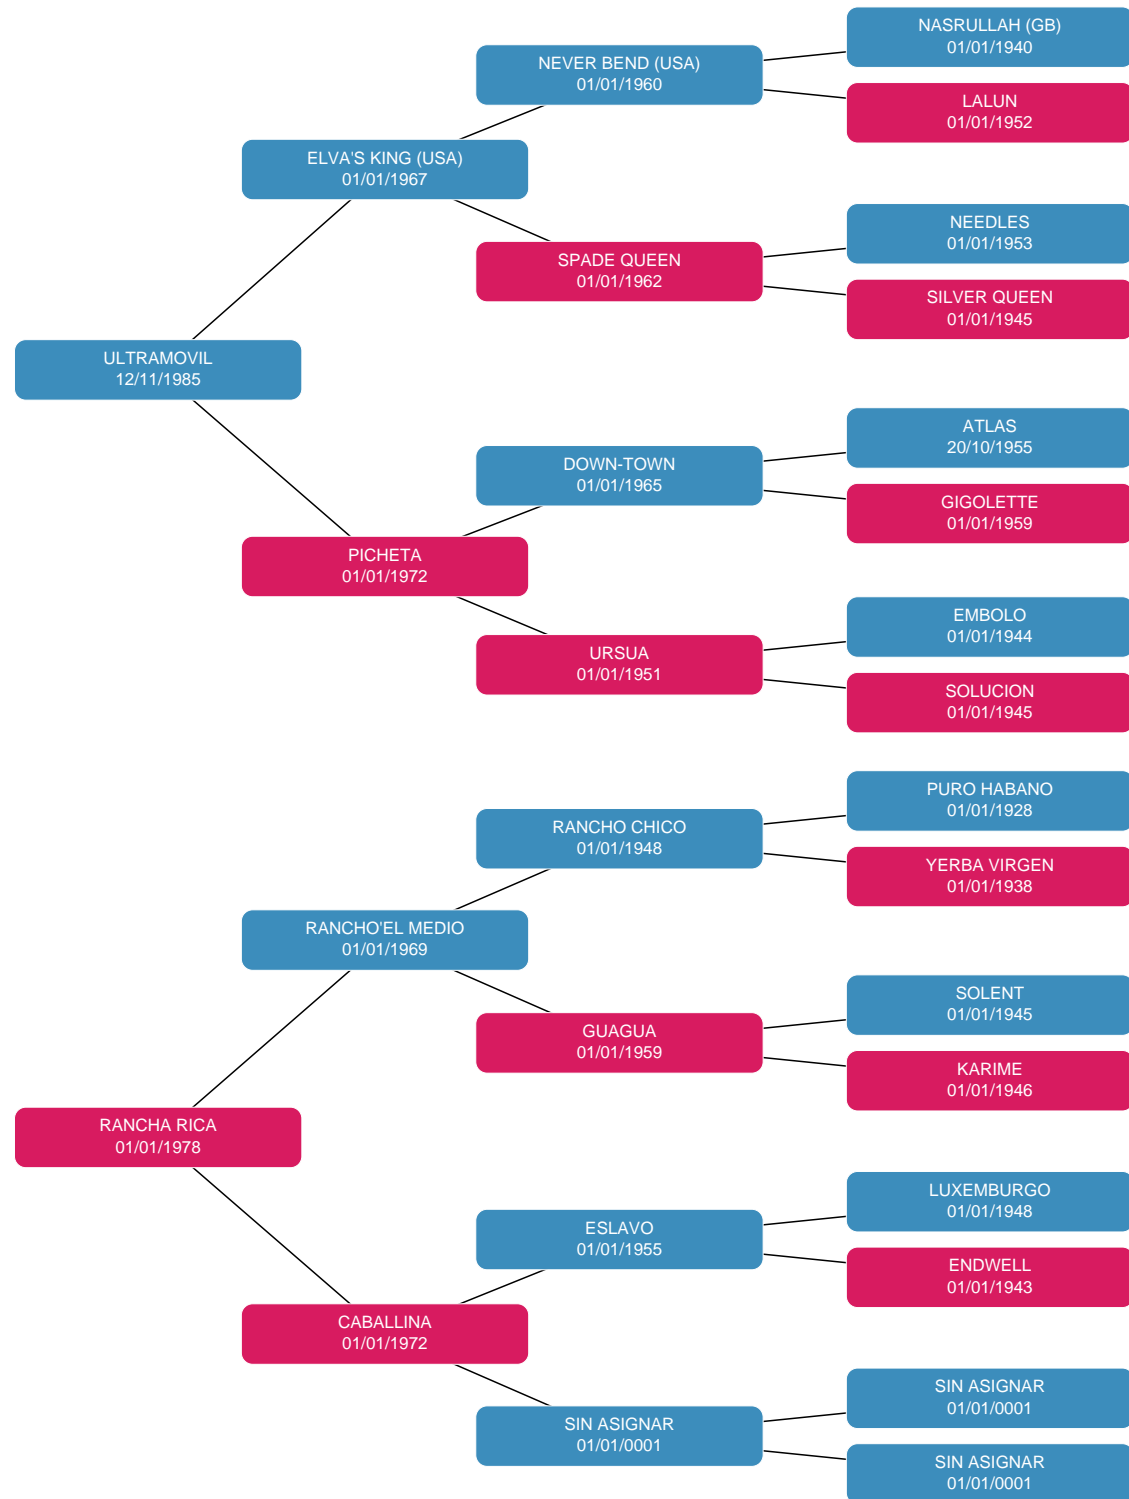 NASRULLAH (GB)
01/01/1940
NEVER BEND (USA)
01/01/1960
LALUN
01/01/1952
ELVA'S KING (USA)
01/01/1967
NEEDLES
01/01/1953
SPADE QUEEN
01/01/1962
SILVER QUEEN
01/01/1945
ULTRAMOVIL
12/11/1985
ATLAS
20/10/1955
DOWN-TOWN
01/01/1965
GIGOLETTE
01/01/1959
PICHETA
01/01/1972
EMBOLO
01/01/1944
URSUA
01/01/1951
SOLUCION
01/01/1945
PURO HABANO
01/01/1928
RANCHO CHICO
01/01/1948
YERBA VIRGEN
01/01/1938
RANCHO'EL MEDIO
01/01/1969
SOLENT
01/01/1945
GUAGUA
01/01/1959
KARIME
01/01/1946
RANCHA RICA
01/01/1978
LUXEMBURGO
01/01/1948
ESLAVO
01/01/1955
ENDWELL
01/01/1943
CABALLINA
01/01/1972
SIN ASIGNAR
01/01/0001
SIN ASIGNAR
01/01/0001
SIN ASIGNAR
01/01/0001